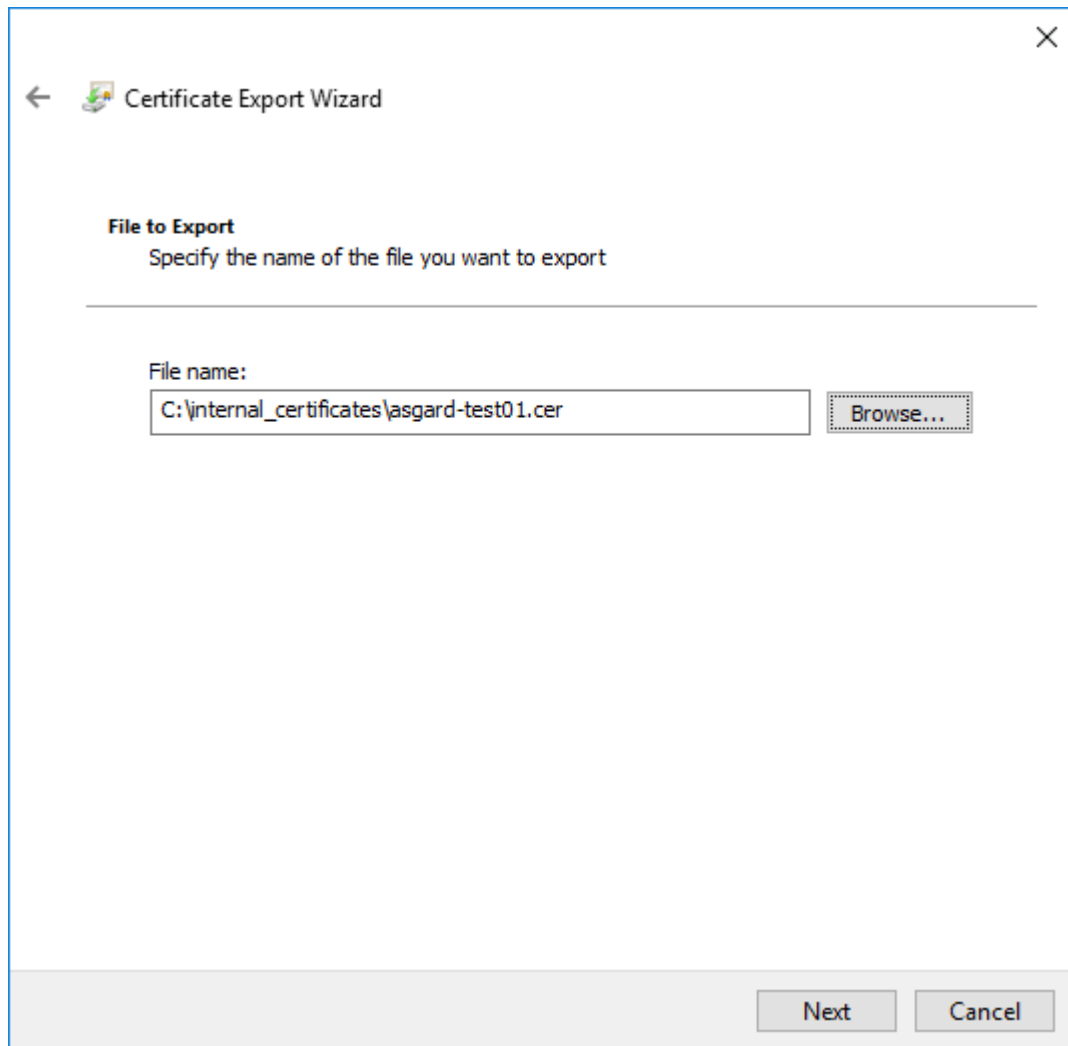 Certificate Export Wizard
File to Export
Specify the name of the file you want to export
File name:
C:\internal_certificates\asgard-test01.cer
Browse...
Next
Cancel